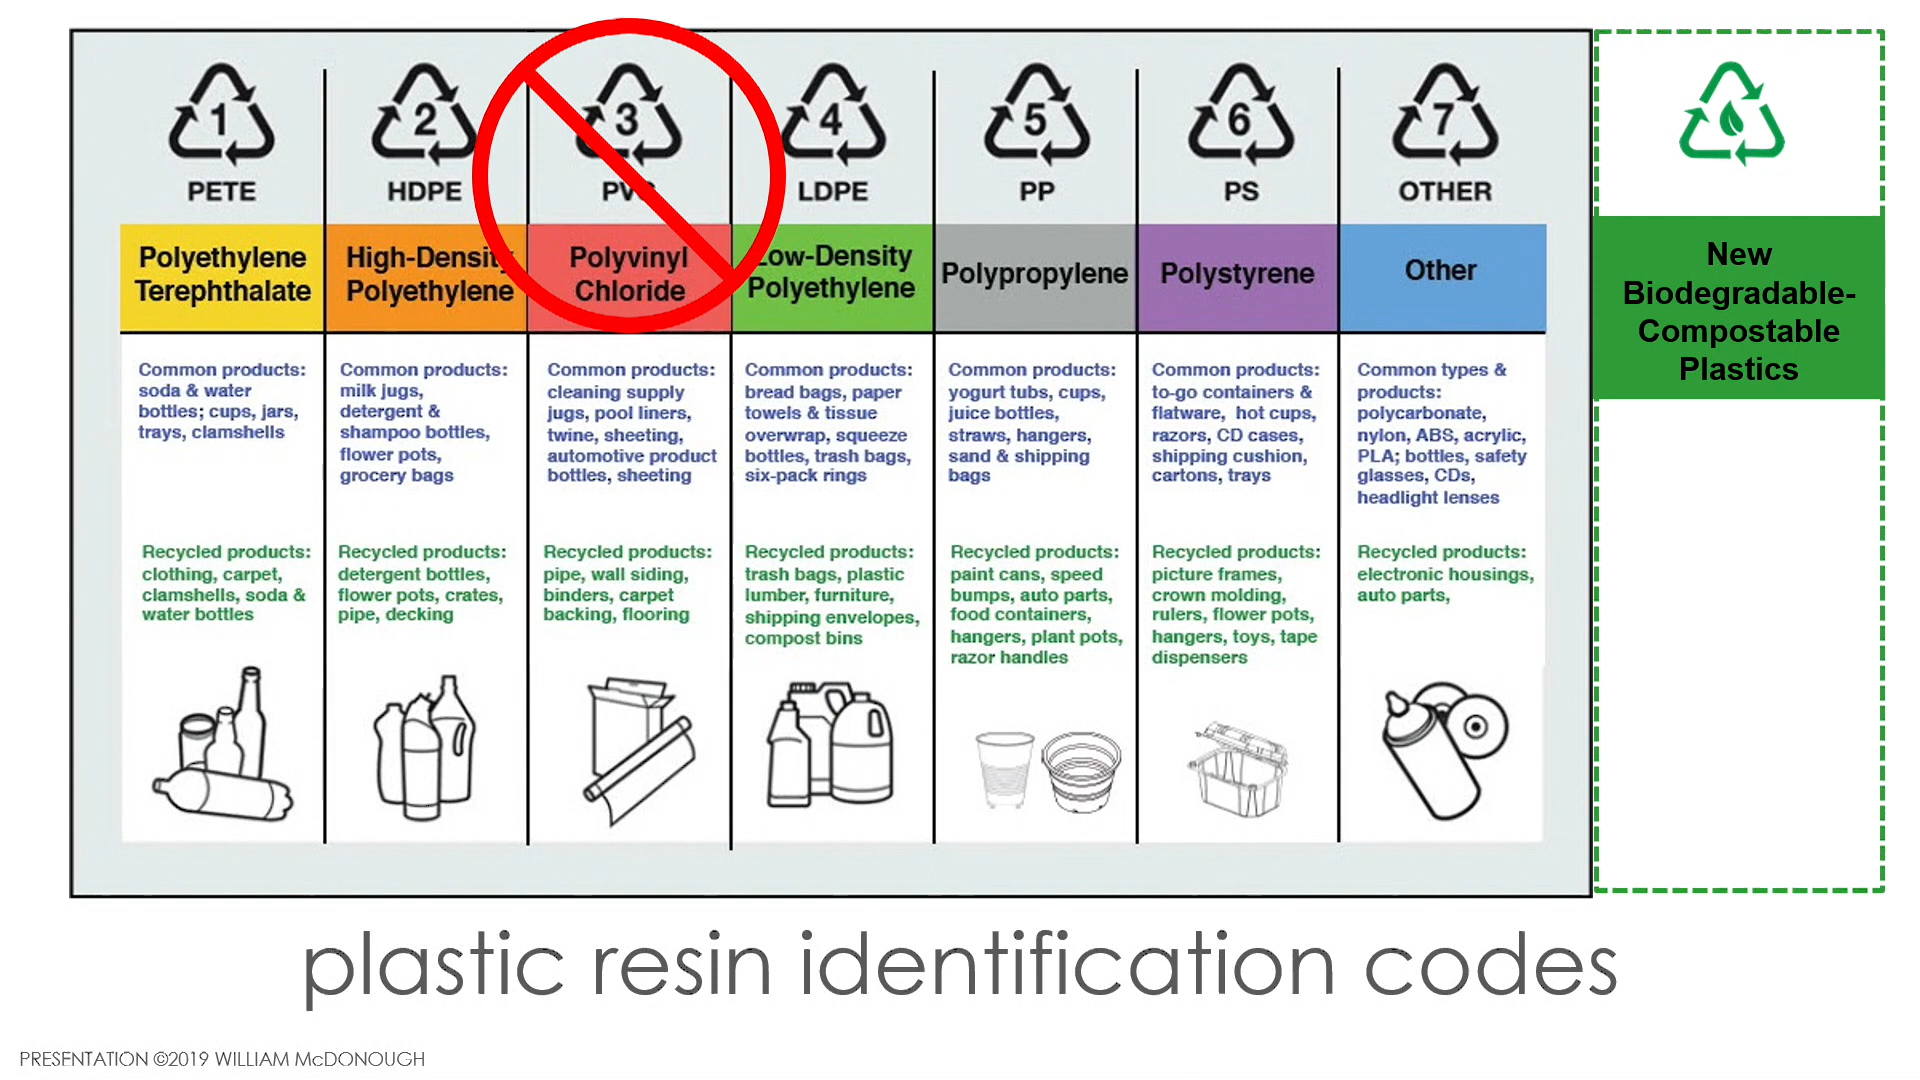 1
PETE
Polyethylene
Terephthalate
Common products:
soda & water
bottles; cups, jars,
trays, clamshells
Recycled products:
clothing, carpet,
clamshells, soda &
water bottles
2
HDPE
High-Density
Polyethylene
Common products:
milk jugs,
detergent &
shampoo bottles,
flower pots,
grocery bags
Recycled products:
detergent bottles,
flower pots, crates,
pipe, decking
3
PVC
Polyvinyl
Chloride
Common products:
cleaning supply
jugs, pool liners,
twine, sheeting,
automotive product
bottles, sheeting
Recycled products:
pipe, wall siding,
binders, carpet
backing, flooring
4
LDPE
Low-Density
Polyethylene
Common products:
bread bags, paper
towels & tissue
overwrap, squeeze
bottles, trash bags,
six-pack rings
Recycled products:
trash bags, plastic
lumber, furniture,
shipping envelopes,
compost bins
5
PP
Polypropylene
Common products:
yogurt tubs, cups,
juice bottles,
straws, hangers,
sand & shipping
bags
Recycled products:
paint cans, speed
bumps, auto parts,
food containers,
hangers, plant pots,
razor handles
6
PS
Polystyrene
Common products:
to-go containers &
flatware, hot cups,
razors, CD cases,
shipping cushion,
cartons, trays
Recycled products:
picture frames,
crown molding,
rulers, flower pots,
hangers, toys, tape
dispensers
7
OTHER
Other
Common types &
products:
polycarbonate,
nylon, ABS, acrylic,
PLA; bottles, safety
glasses, CDs,
headlight lenses
Recycled products:
electronic housings,
auto parts,
New
Biodegradable-
Compostable
Plastics
plastic resin identification codes
PRESENTATION ©2019 WILLIAM McDONOUGH